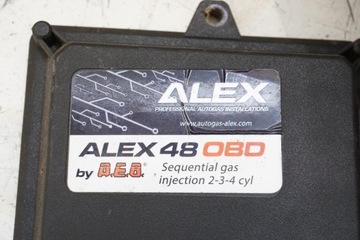 ALEX
PROFESSIONAL AUTOGAS INSTALLATIONS
www.autogas-alex.com
ALEX 48 OBD
by A.E.B. Sequential gas
injection 2-3-4 cyl